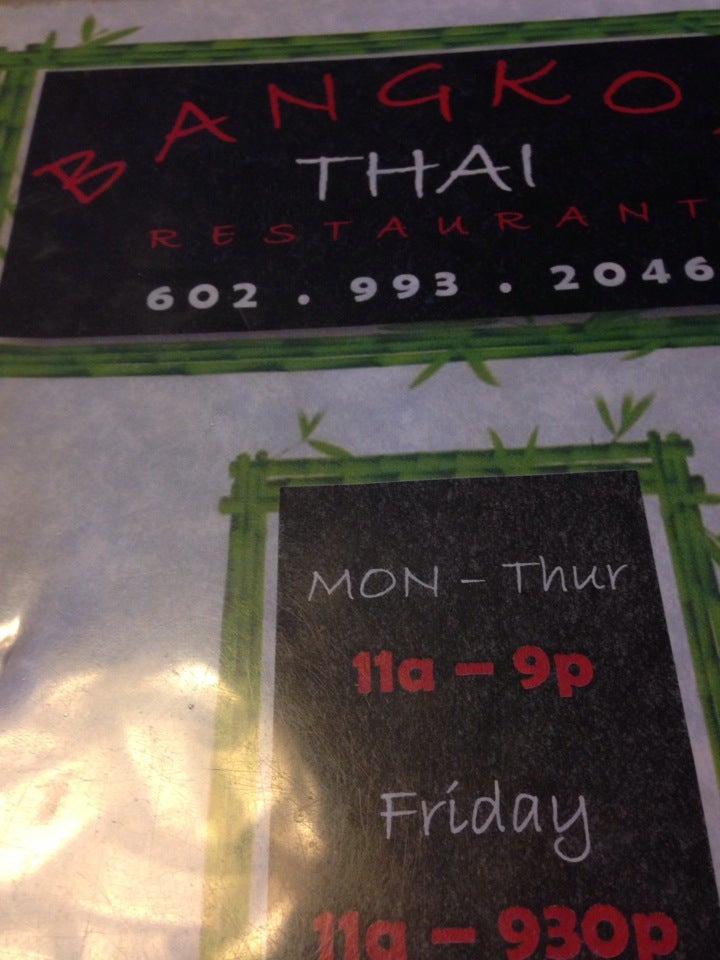 BANGKO
THAI
RESTAURANT
602 . 993 . 2046
MON - Thur
11a - 9p
Friday
11a - 930p